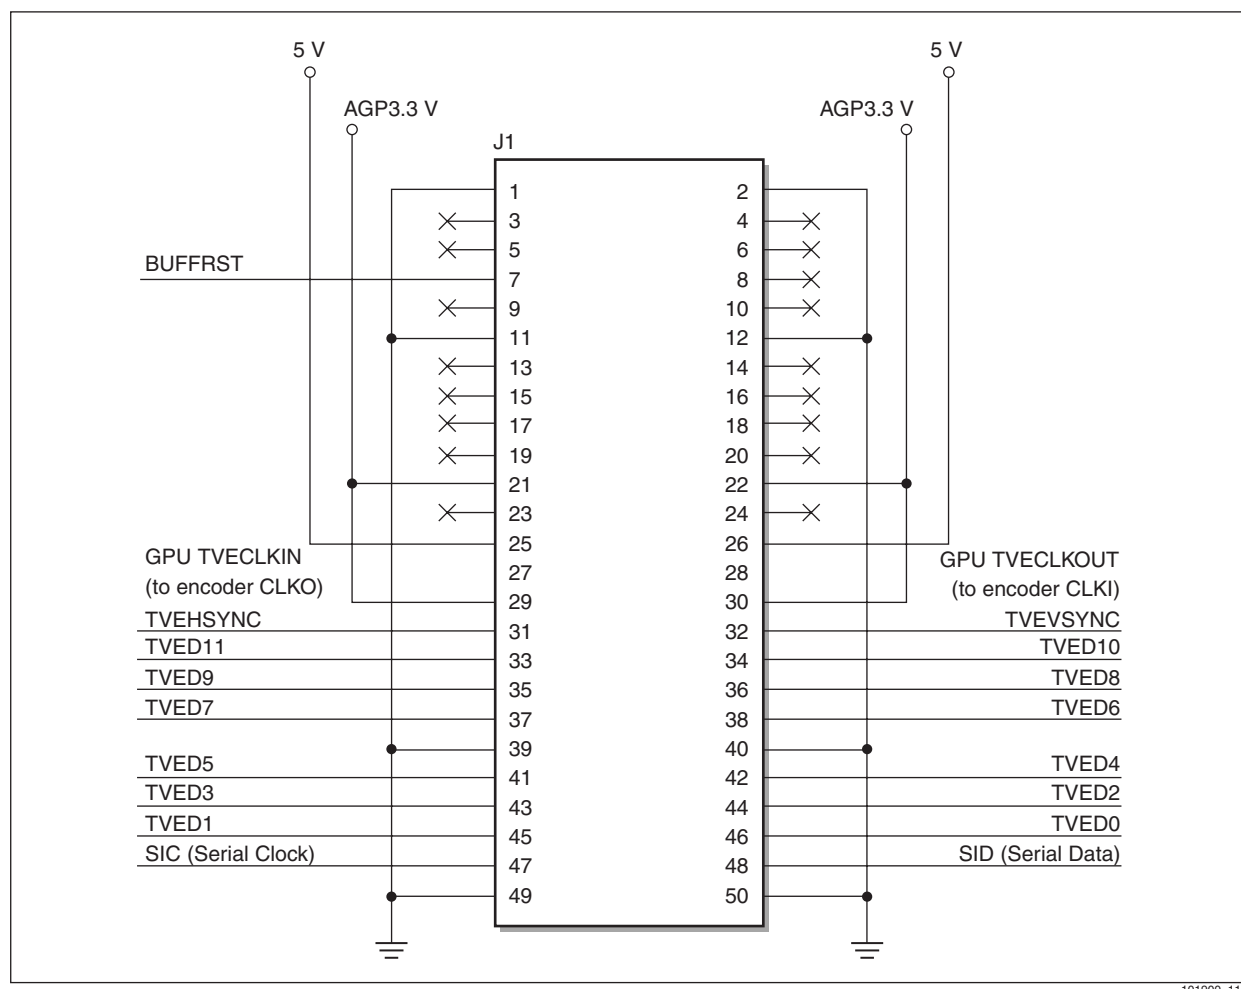 5 V 5 V
AGP3.3 V AGP3.3 V
J1
1 2
3 4
5 6
BUFFRST
7 8
9 10
11 12
13 14
15 16
17 18
19 20
21 22
23 24
25 26
GPU TVECLKIN GPU TVECLKOUT
27 28
(to encoder CLKO) (to encoder CLKI)
29 30
TVEHSYNC TVEVSYNC
31 32
TVED11 TVED10
33 34
TVED9 TVED8
35 36
TVED7 TVED6
37 38
39 40
TVED5 TVED4
41 42
TVED3 TVED2
43 44
TVED1 TVED0
45 46
SIC (Serial Clock) SID (Serial Data)
47 48
49 50